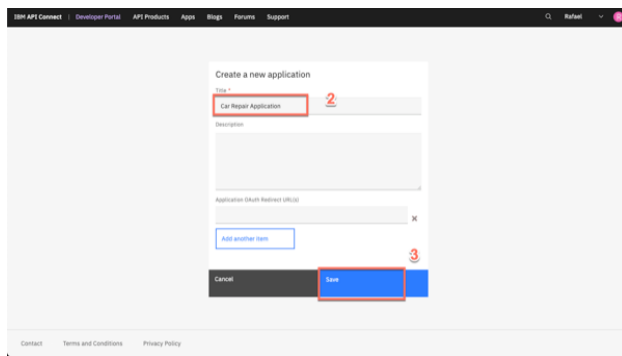 IBM API Connect | Developer Portal API Products Apps Blogs Forums Support Rafael
Create a new application
Title *
Car Repair Application
2
Description
Application OAuth Redirect URL(s)
Add another item
3
Cancel Save
Contact Terms and Conditions Privacy Policy